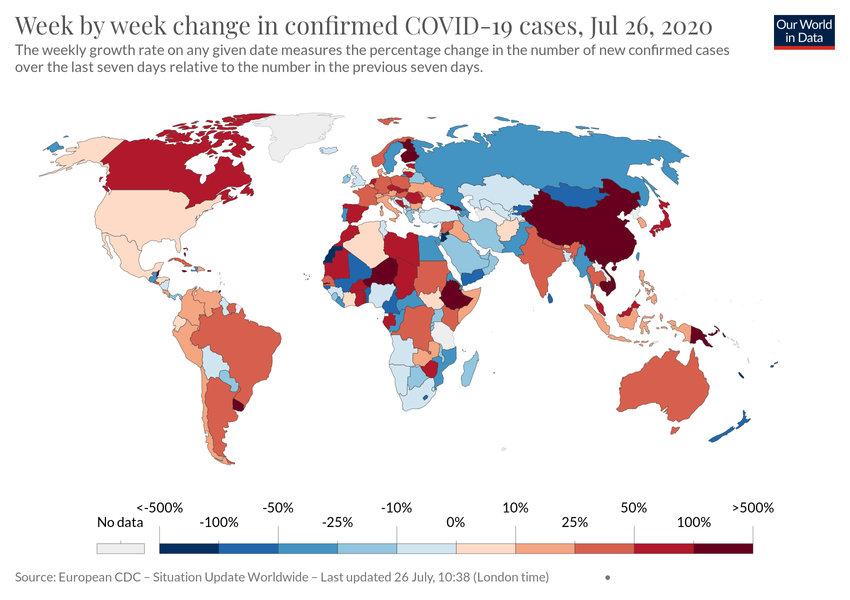 Week by week change in confirmed COVID-19 cases, Jul 26, 2020
Our World
in Data
The weekly growth rate on any given date measures the percentage change in the number of new confirmed cases
over the last seven days relative to the number in the previous seven days.
<-500% -50% -10% 10% 50% >500%
No data -100% -25% 0% 25% 100%
Source: European CDC – Situation Update Worldwide – Last updated 26 July, 10:38 (London time) •